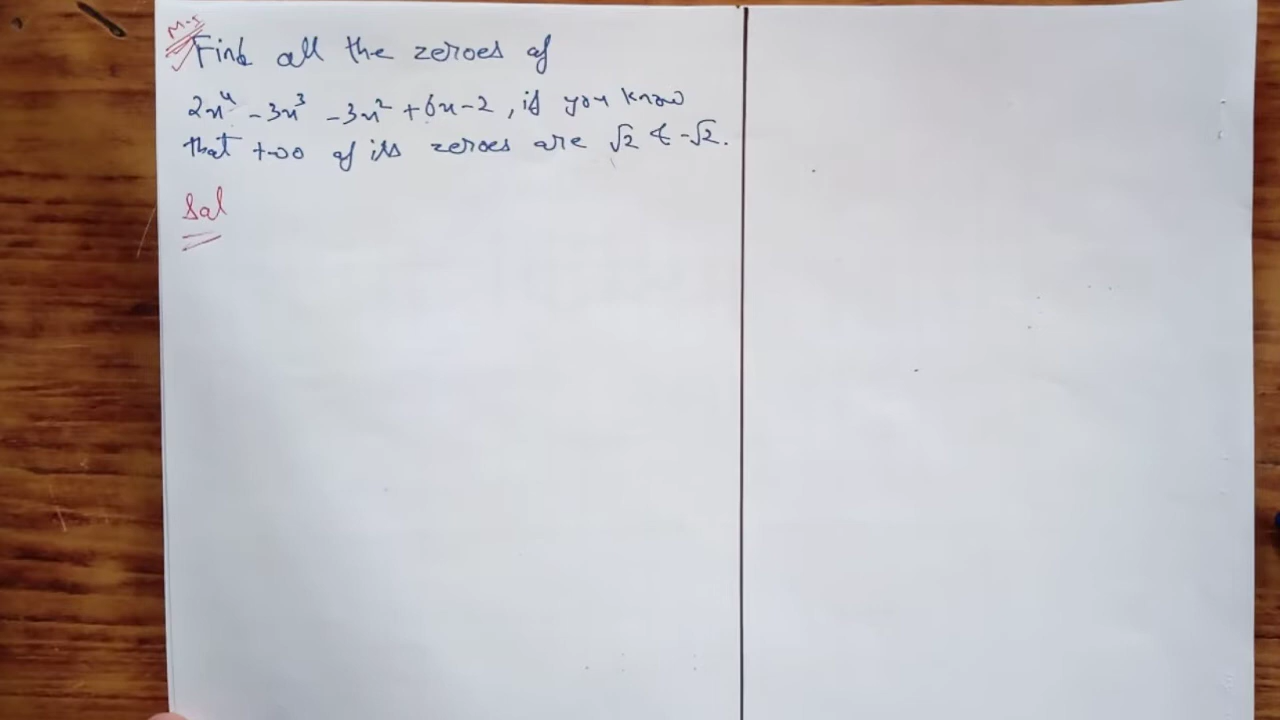 M-5
Find all the zeroes of
2x⁴ - 3x³ - 3x² + 6x - 2, if you know
that two of its zeroes are √2 & -√2.
Sol